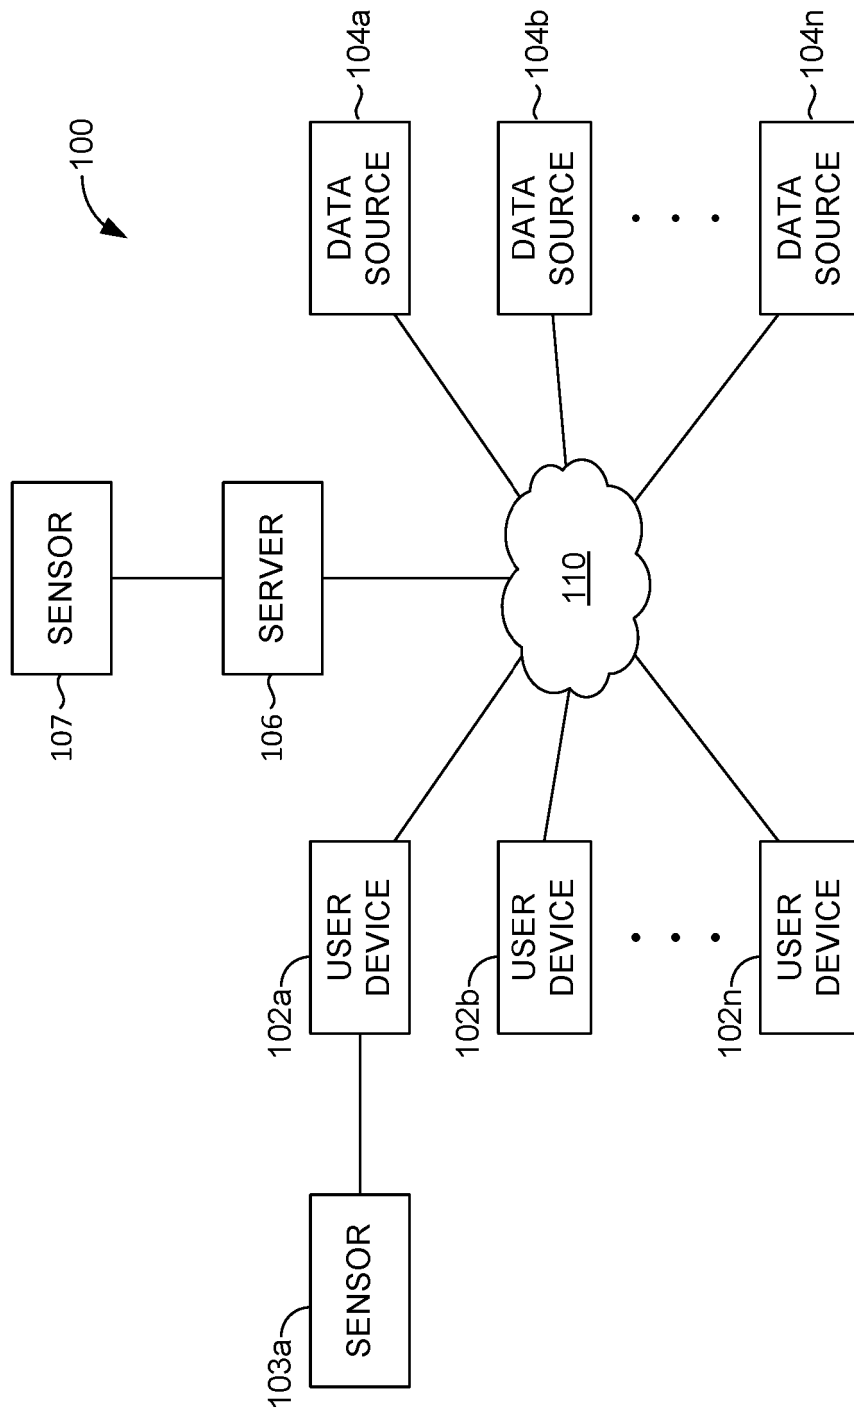 100
SENSOR
107
SERVER
106
110
103a
SENSOR
102a
USER
DEVICE
102b
USER
DEVICE
102n
USER
DEVICE
DATA
SOURCE
104a
DATA
SOURCE
104b
DATA
SOURCE
104n